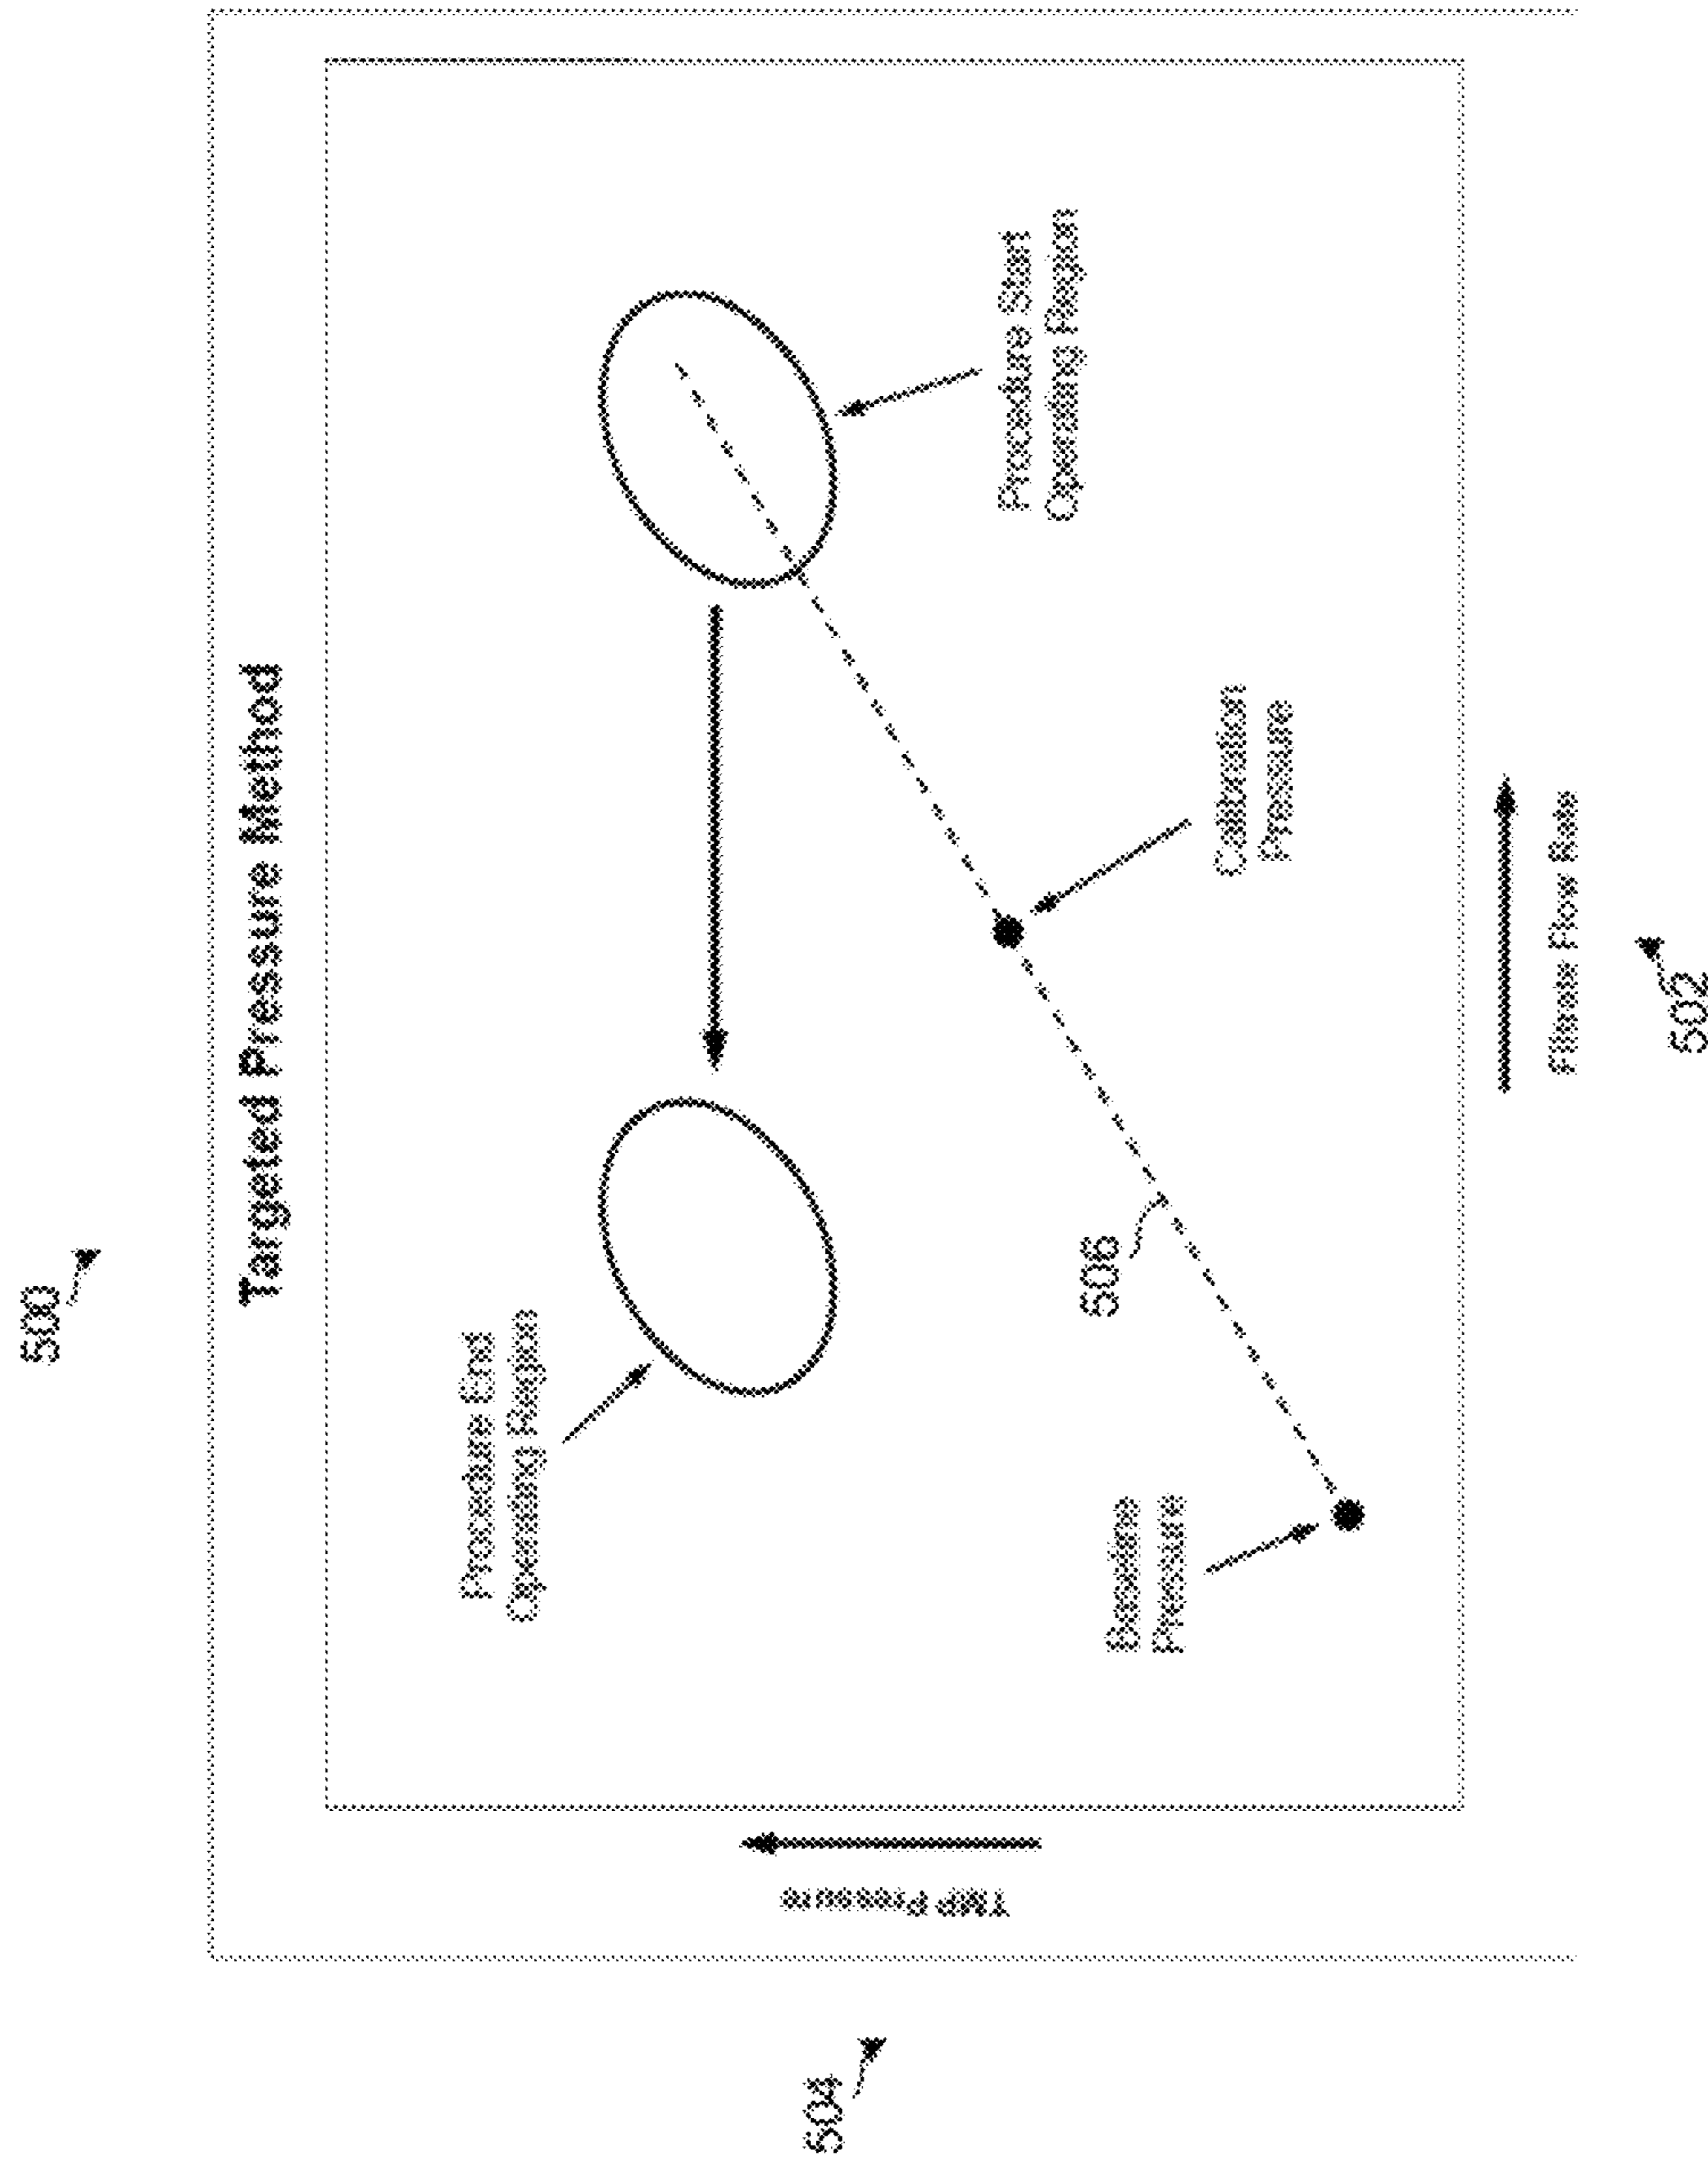 500
Targeted Pressure Method
Procedure End
Operating Region
Procedure Start
Operating Region
506
Baseline
Pressure
Calibration
Pressure
TMP Pressure
504
Filtrate Flow Rate
502